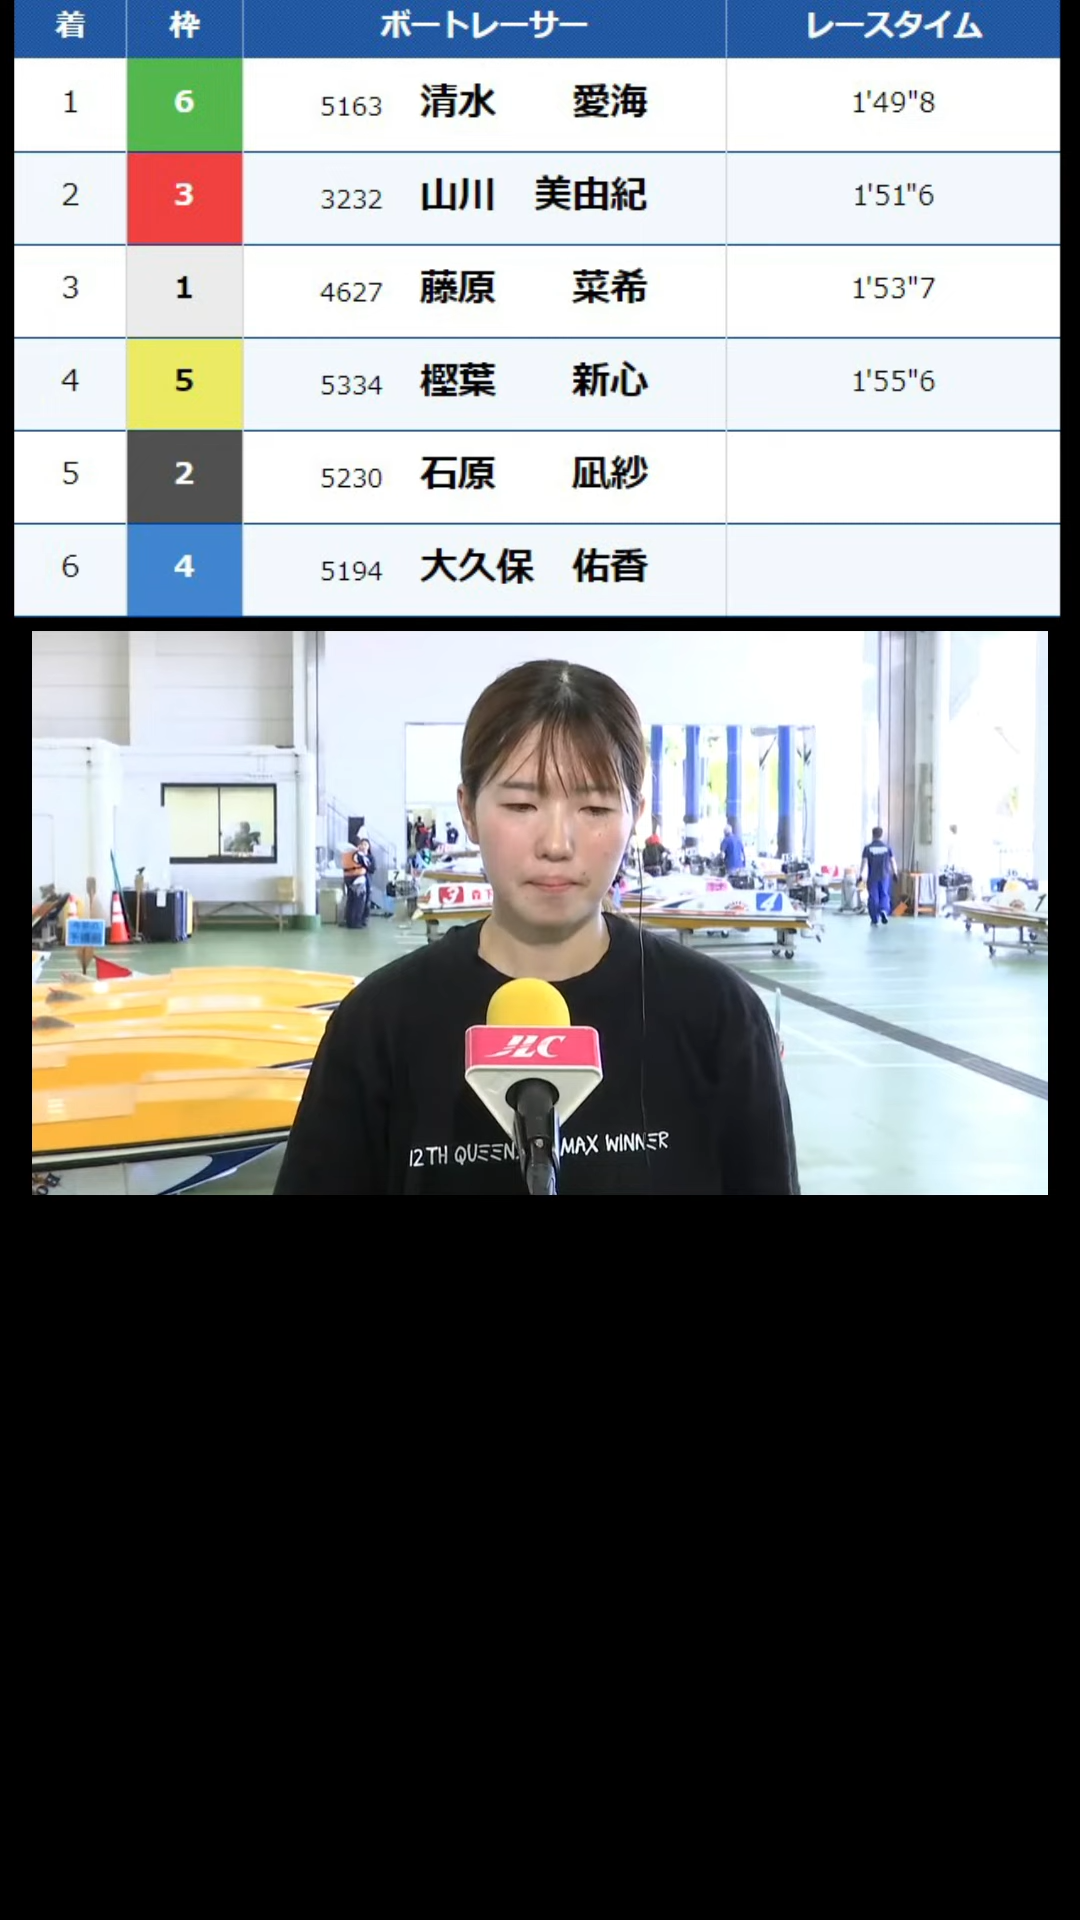 着 枠 ボートレーサー レースタイム
1 6 5163 清水 愛海 1'49"8
2 3 3232 山川 美由紀 1'51"6
3 1 4627 藤原 菜希 1'53"7
4 5 5334 樫葉 新心 1'55"6
5 2 5230 石原 凪紗
6 4 5194 大久保 佑香
3
4
JLC
12TH QUEEN MAX WINNER